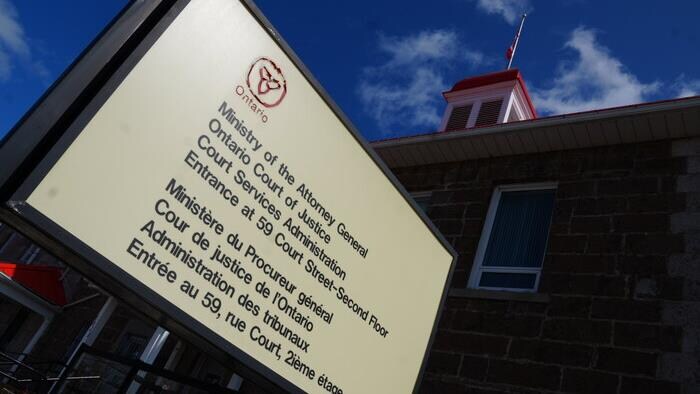 Ontario
Ministry of the Attorney General
Ontario Court of Justice
Court Services Administration
Entrance at 59 Court Street-Second Floor
Ministère du Procureur général
Cour de justice de l'Ontario
Administration des tribunaux
Entrée au 59, rue Court, 2ième étage